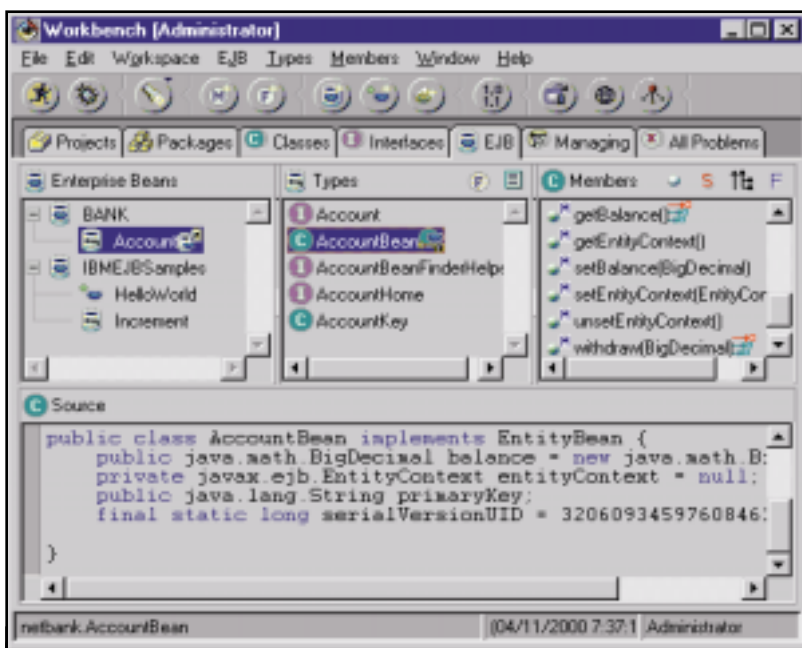 Workbench [Administrator]
File Edit Workspace EJB Types Members Window Help
Projects Packages Classes Interfaces EJB Managing All Problems
Enterprise Beans
BANK
Account
IBMEJBSamples
HelloWorld
Increment
Types
Account
AccountBean
AccountBeanFinderHelpe
AccountHome
AccountKey
Members S F
getBalance()
getEntityContext()
setBalance(BigDecimal)
setEntityContext(EntityCor
unsetEntityContext()
withdraw(BigDecimal)
Source
public class AccountBean implements EntityBean {
public java.math.BigDecimal balance = new java.math.B
private javax.ejb.EntityContext entityContext = null;
public java.lang.String primaryKey;
final static long serialVersionUID = 320609345976084
}
netbank.AccountBean (04/11/2000 7:37:1 Administrator